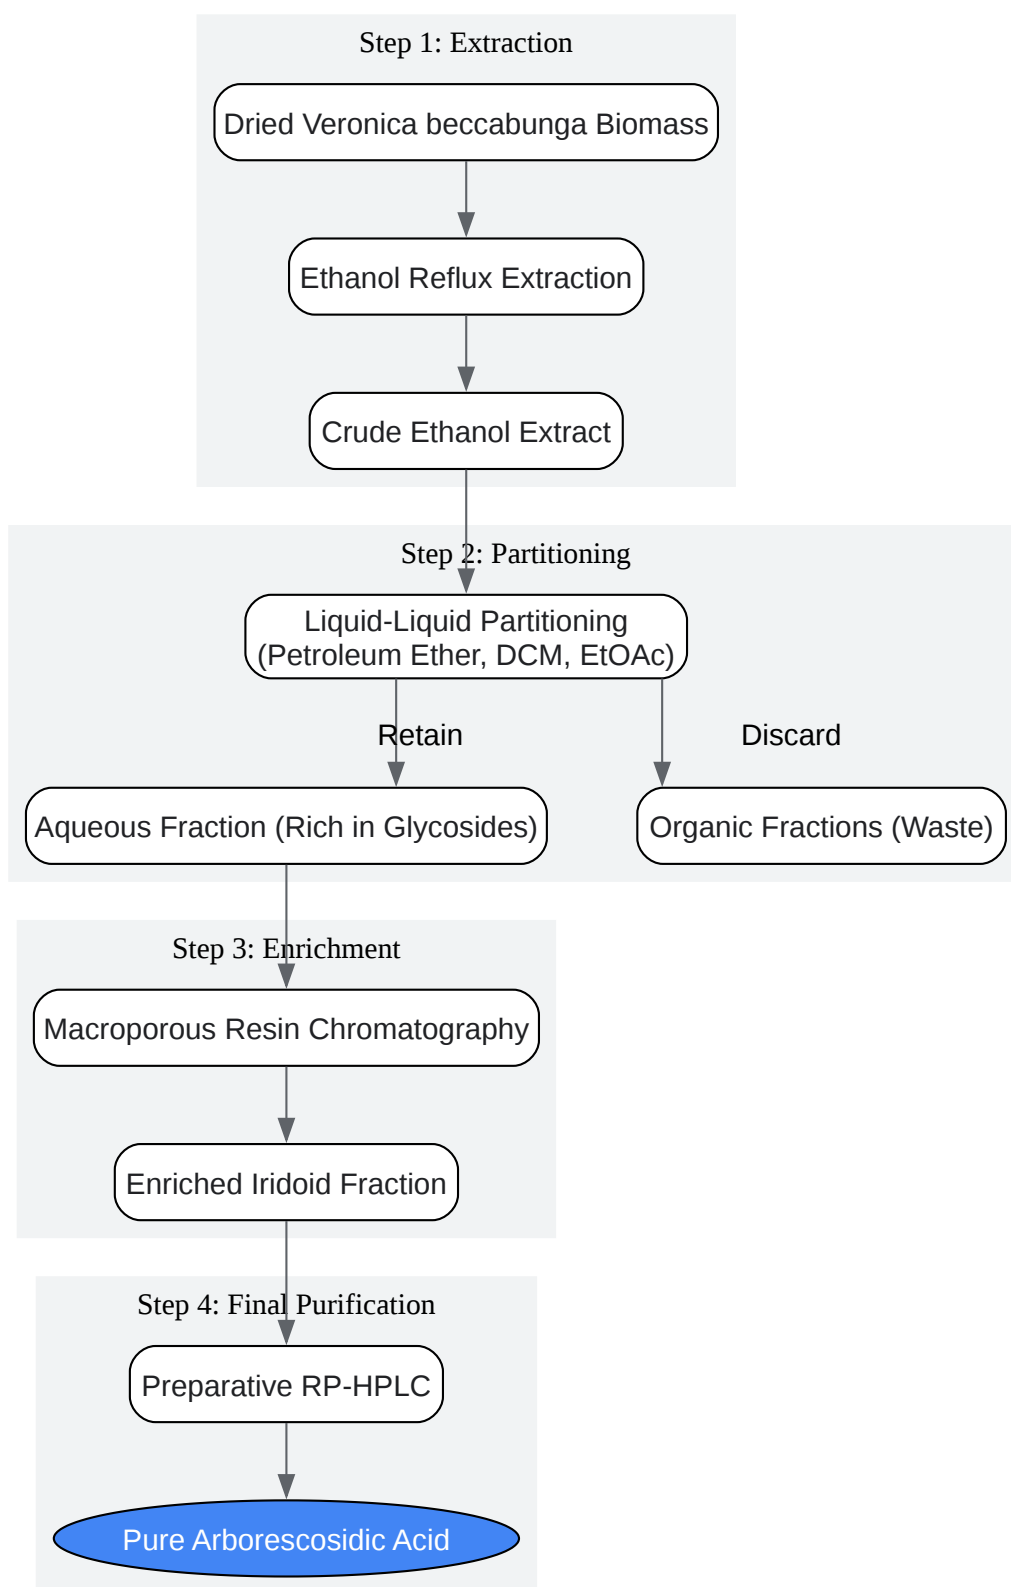 Step 1: Extraction
Dried Veronica beccabunga Biomass
Ethanol Reflux Extraction
Crude Ethanol Extract
Step 2: Partitioning
Liquid-Liquid Partitioning
(Petroleum Ether, DCM, EtOAc)
Retain
Discard
Aqueous Fraction (Rich in Glycosides)
Organic Fractions (Waste)
Step 3: Enrichment
Macroporous Resin Chromatography
Enriched Iridoid Fraction
Step 4: Final Purification
Preparative RP-HPLC
Pure Arborescosidic Acid